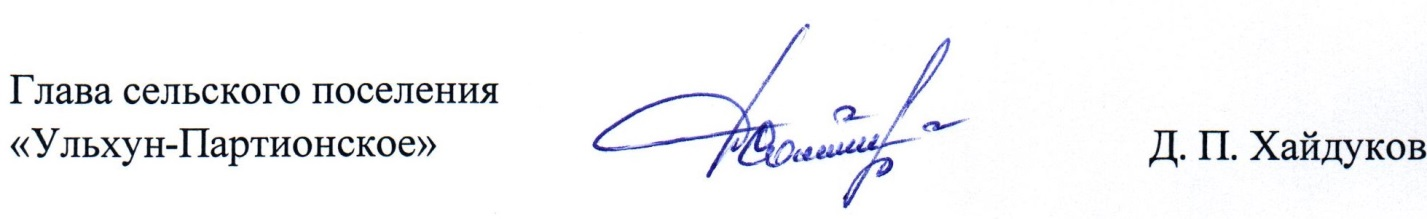 Глава сельского поселения
«Ульхун-Партионское» Д. П. Хайдуков